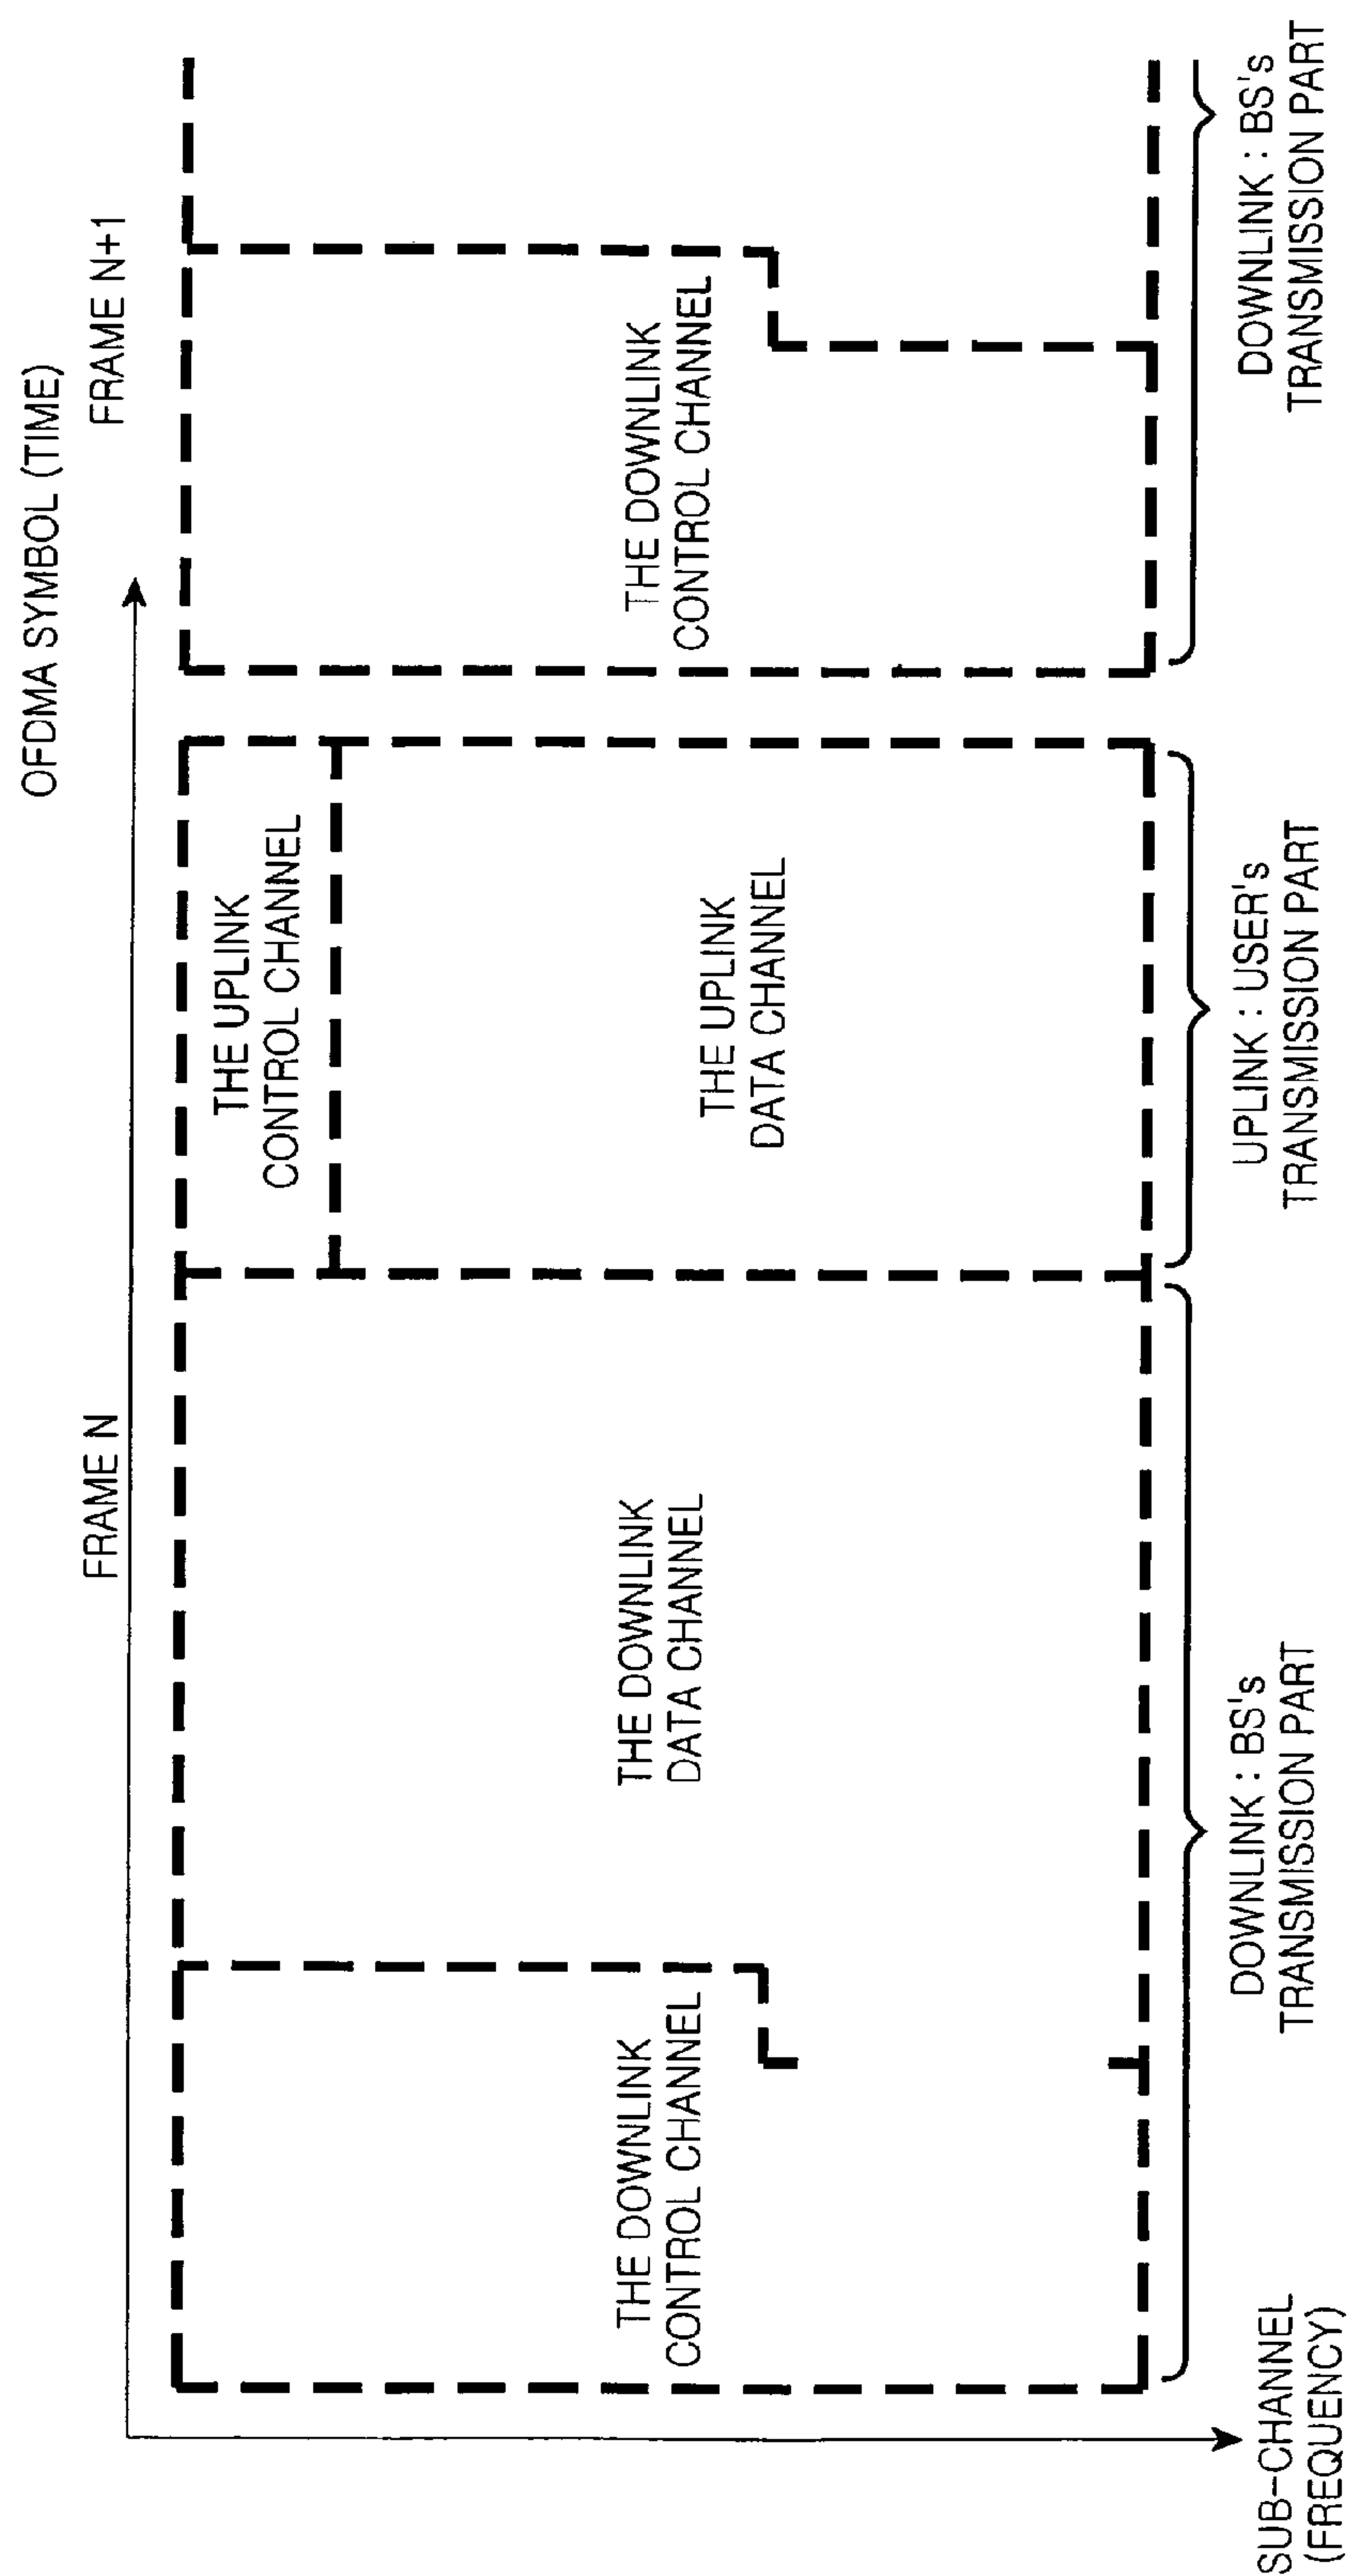 OFDMA SYMBOL (TIME)
FRAME N
FRAME N+1
THE DOWNLINK
CONTROL CHANNEL
THE DOWNLINK
DATA CHANNEL
THE UPLINK
CONTROL CHANNEL
THE UPLINK
DATA CHANNEL
THE DOWNLINK
CONTROL CHANNEL
SUB-CHANNEL
(FREQUENCY)
DOWNLINK : BS's
TRANSMISSION PART
UPLINK : USER's
TRANSMISSION PART
DOWNLINK : BS's
TRANSMISSION PART